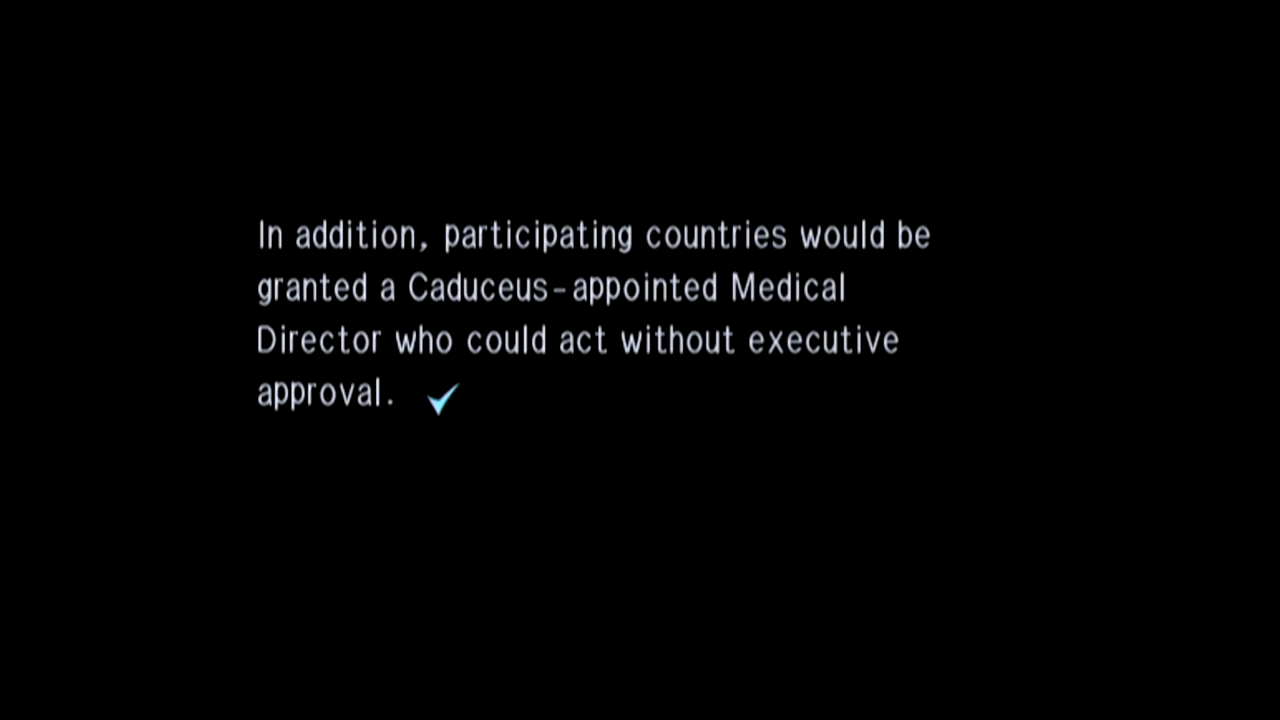 In addition, participating countries would be
granted a Caduceus-appointed Medical
Director who could act without executive
approval.